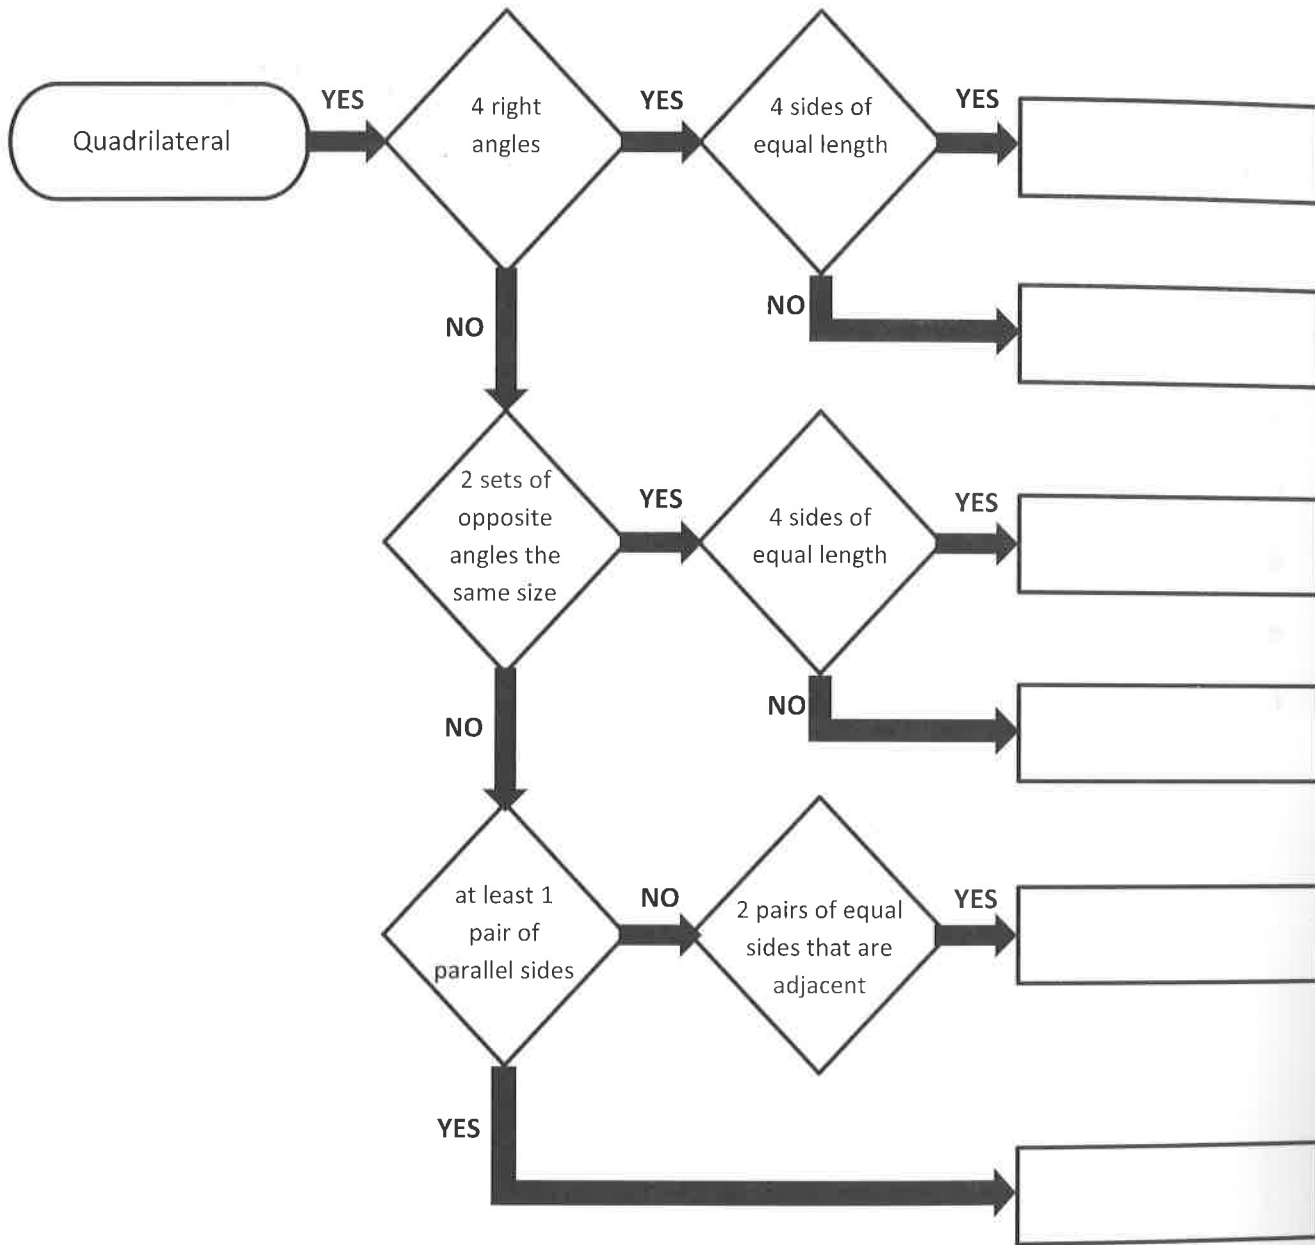 Quadrilateral
YES
4 right
angles
YES
4 sides of
equal length
YES
NO
NO
2 sets of
opposite
angles the
same size
YES
4 sides of
equal length
YES
NO
NO
at least 1
pair of
parallel sides
NO
2 pairs of equal
sides that are
adjacent
YES
YES